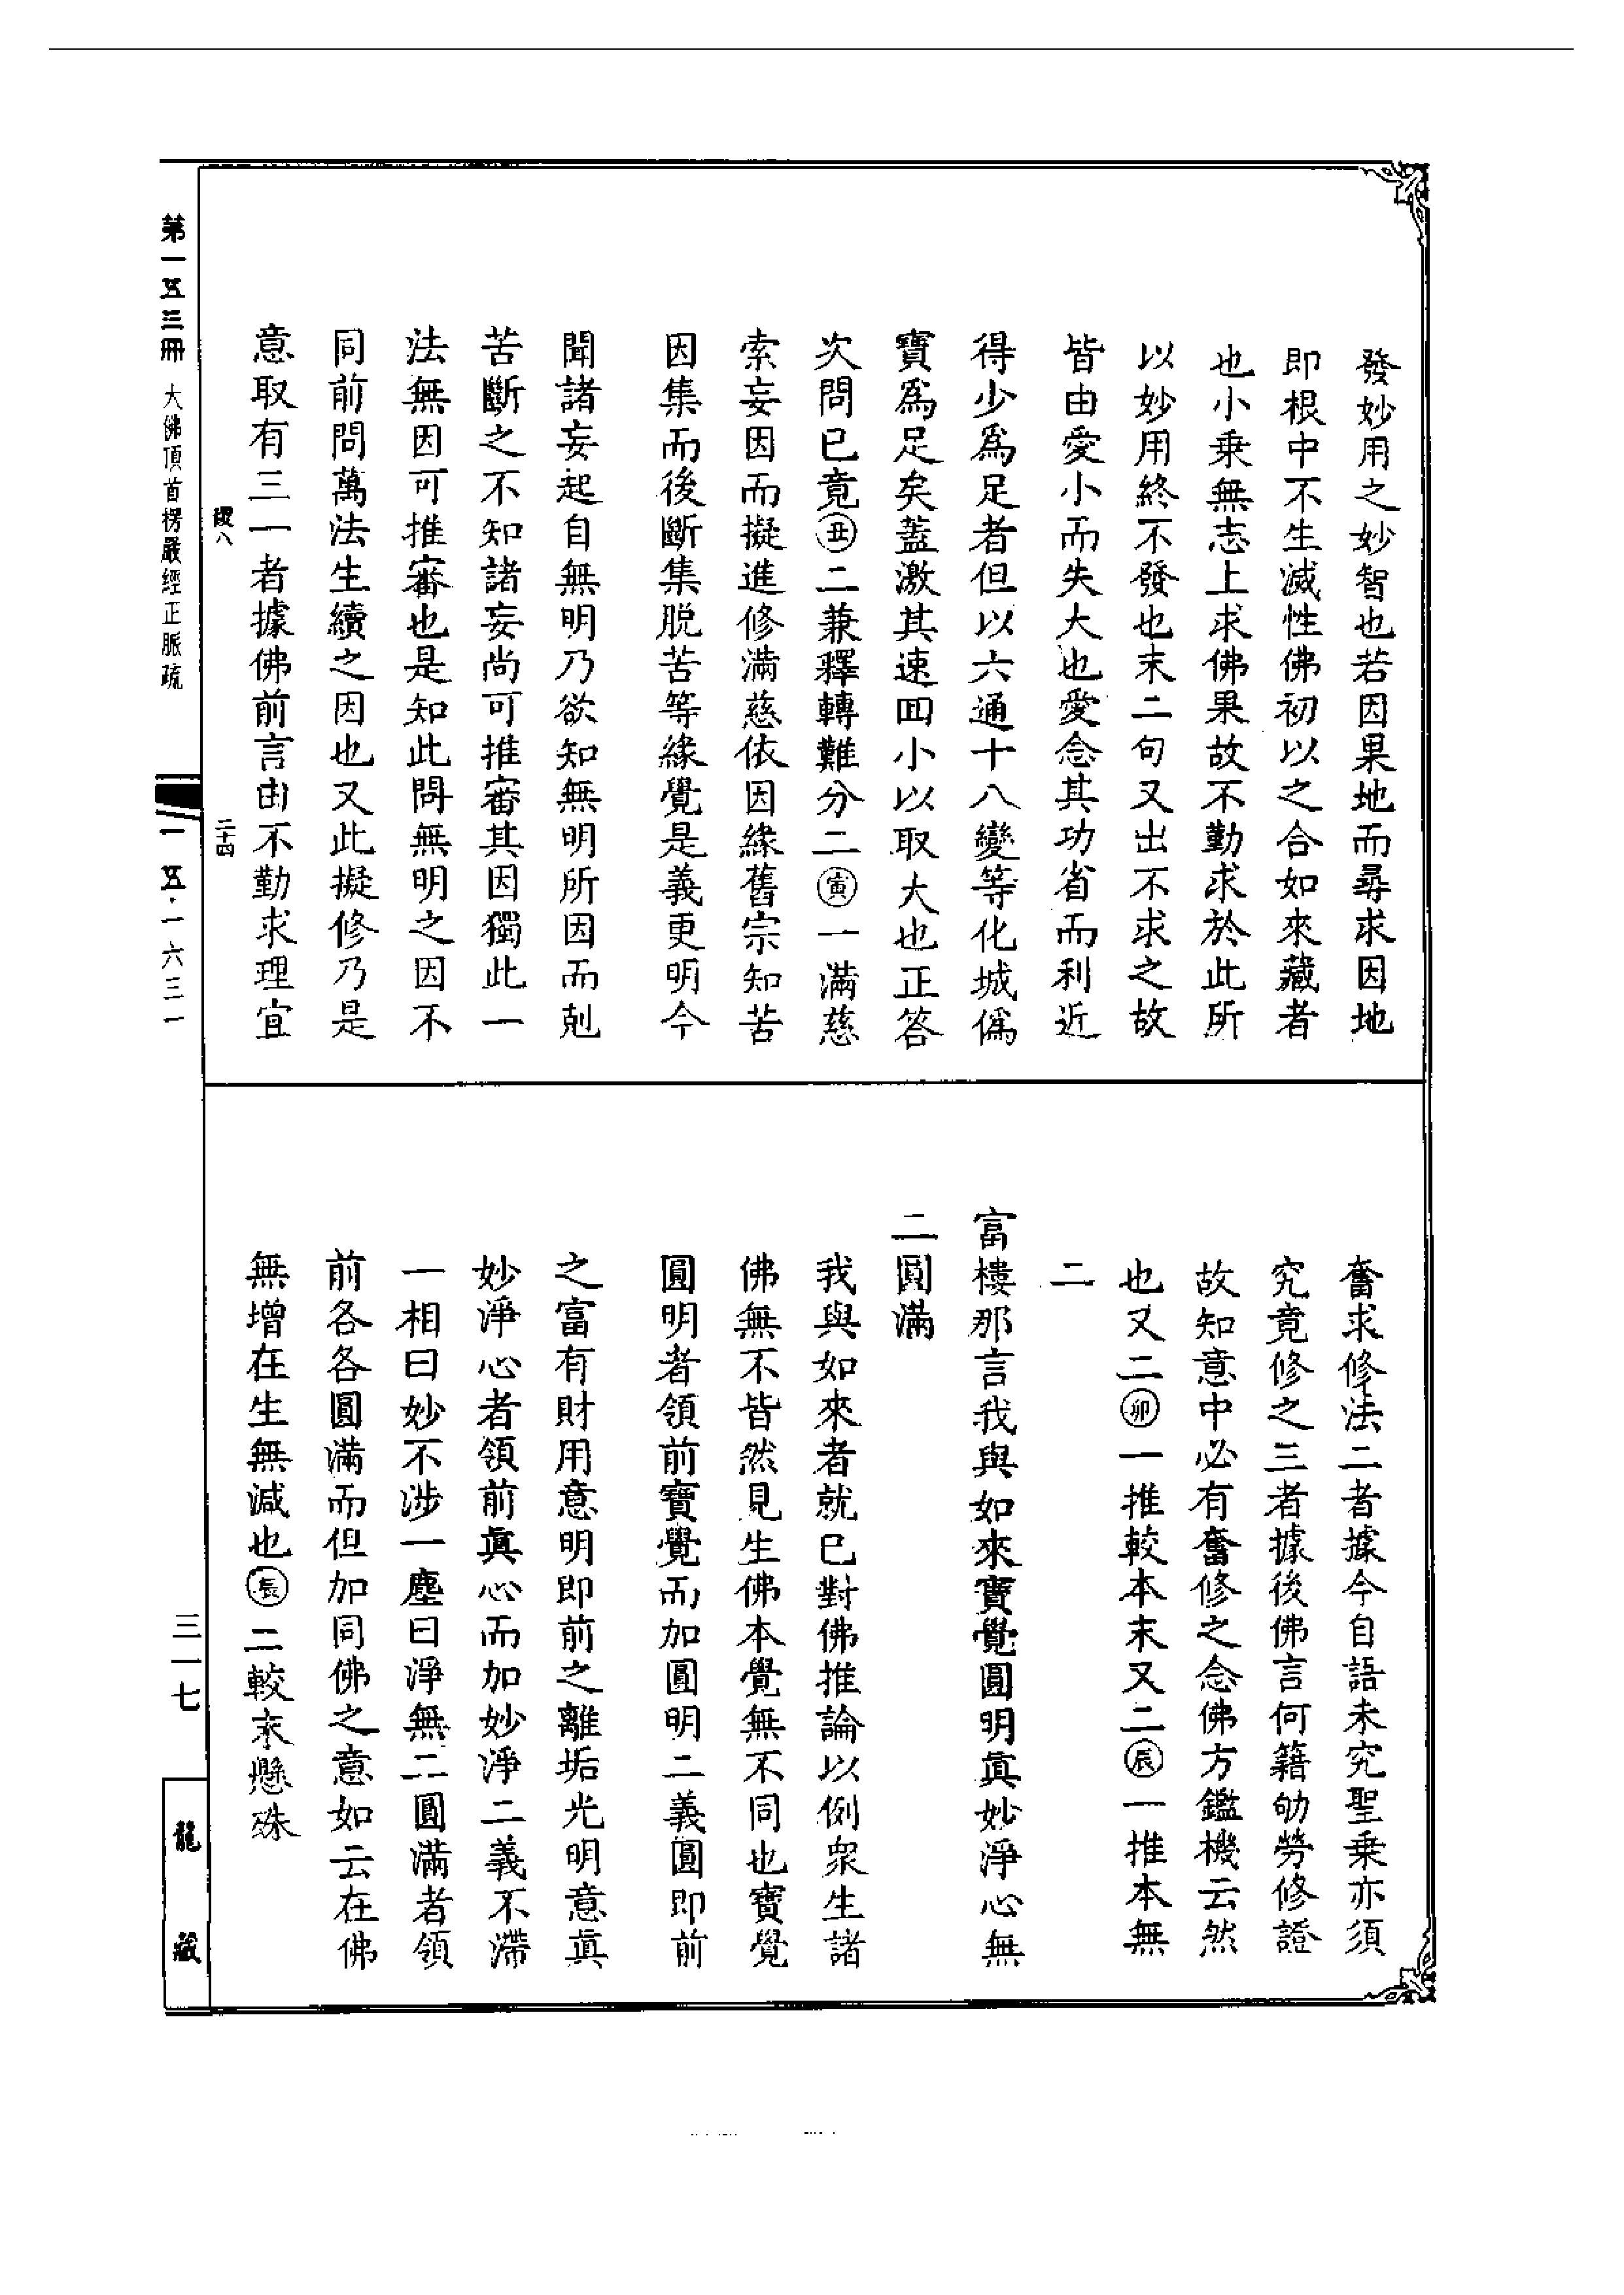 發妙用之妙智也若因果地而尋求因地
即根中不生滅性佛初以之合如來藏者
也小乘無志上求佛果故不勤求於此所
以妙用終不發也末二句又出不求之故
皆由愛小而失大也愛念其功省而利近
得少爲足者但以六通十八變等化城僞
寶爲足矣蓋激其速回小以取大也正答
次問已竟㊄二兼釋轉難分二㊅一滿慈
索妄因而擬進修滿慈依因緣舊宗知苦
因集而後斷集脫苦等緣覺是義更明今
聞諸妄起自無明乃欲知無明所因而剋
苦斷之不知諸妄尚可推審其因獨此一
法無因可推審也是知此問無明之因不
同前問萬法生續之因也又此擬修乃是
意取有三一者據佛前言由不勤求理宜
奮求修法二者據今自語未究聖乘亦須
究竟修之三者據後佛言何籍劬勞修證
故知意中必有奮修之念佛方鑑機云然
也又二卯一推較本末又二辰一推本無
二
富樓那言我與如來寶覺圓明真妙淨心無
二圓滿
我與如來者就已對佛推論以例衆生諸
佛無不皆然見生佛本覺無不同也寶覺
圓明者領前寶覺而加圓明二義圓即前
之富有財用意明即前之離垢光明意真
妙淨心者領前真心而加妙淨二義不滯
一相曰妙不涉一塵曰淨無二圓滿者領
前各各圓滿而但加同佛之意如云在佛
無增在生無減也辰二較末懸殊
第一五三冊 大佛頂首楞嚴經正脈疏
二十四
一五·一六三一
三一七
龍藏